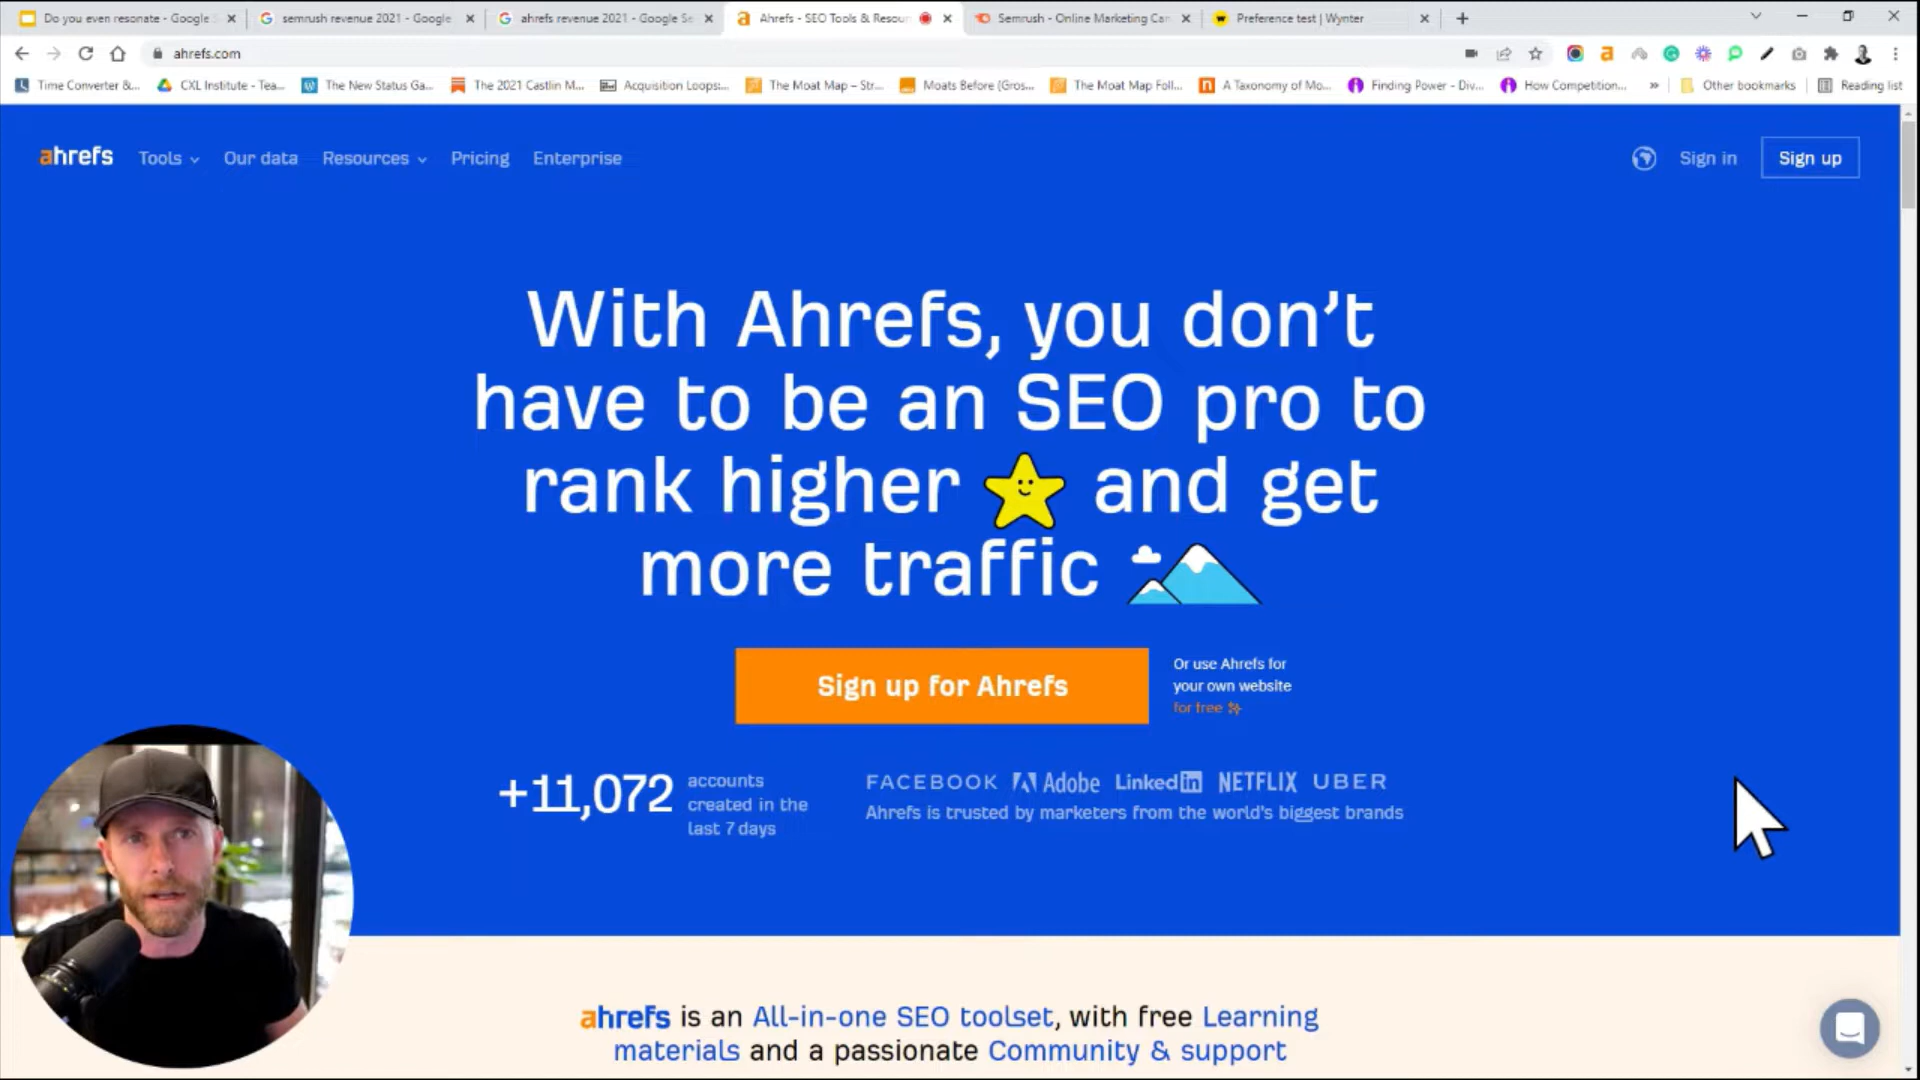 Do you even resonate - Google S
semrush revenue 2021 - Google
ahrefs revenue 2021 - Google Se
Ahrefs - SEO Tools & Resour
Semrush - Online Marketing Can
Preference test | Wynter
ahrefs.com
Time Converter &...
CXL Institute - Tea...
The New Status Ga...
The 2021 Castlin M...
Acquisition Loops:...
The Moat Map – Str...
Moats Before (Gros...
The Moat Map Foll...
A Taxonomy of Mo...
Finding Power - Div...
How Competition...
»
Other bookmarks
Reading list
ahrefs
Tools
Our data
Resources
Pricing
Enterprise
Sign in
Sign up
With Ahrefs, you don’t
have to be an SEO pro to
rank higher and get
more traffic
Sign up for Ahrefs
Or use Ahrefs for
your own website
for free
+11,072
accounts
created in the
last 7 days
FACEBOOK Adobe LinkedIn NETFLIX UBER
Ahrefs is trusted by marketers from the world's biggest brands
ahrefs is an All-in-one SEO toolset, with free Learning
materials and a passionate Community & support